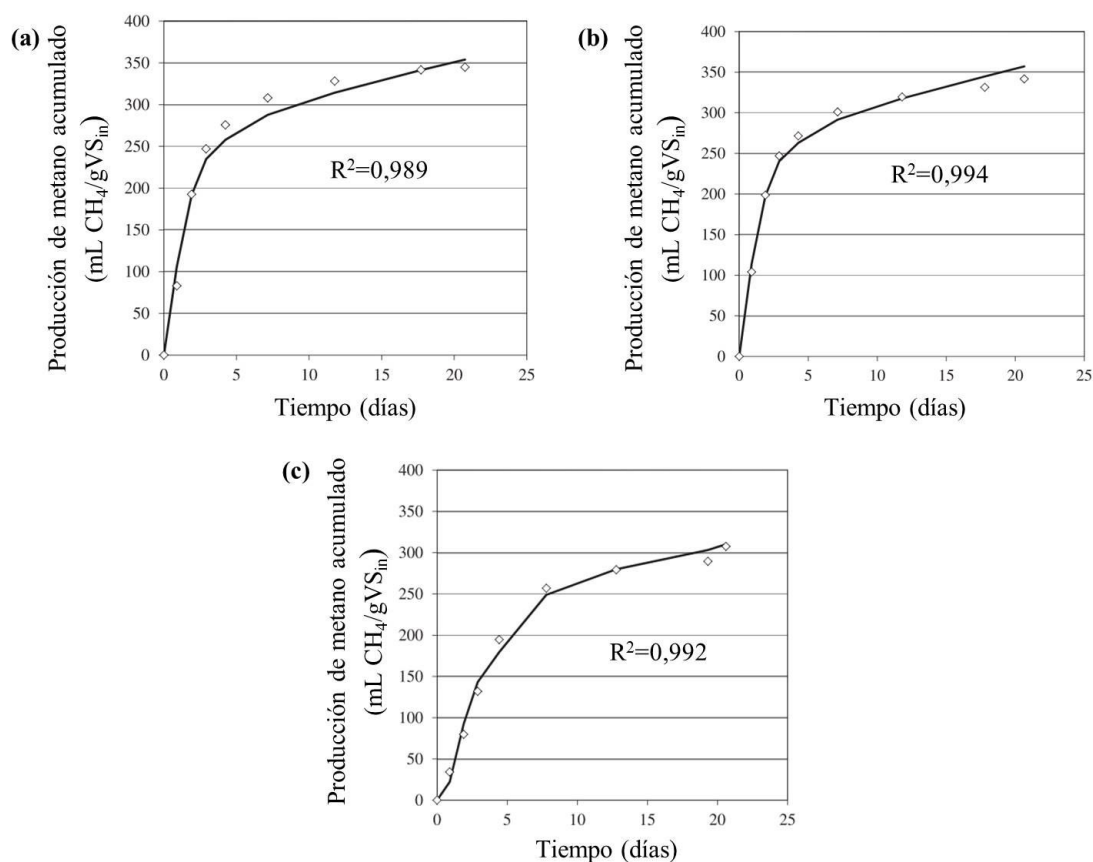 (a)
Producción de metano acumulado
(mL CH₄/gVSᵢₙ)
400
350
300
250
200
150
100
50
0
R²=0,989
0 5 10 15 20 25
Tiempo (días)
(b)
Producción de metano acumulado
(mL CH₄/gVSᵢₙ)
400
350
300
250
200
150
100
50
0
R²=0,994
0 5 10 15 20 25
Tiempo (días)
(c)
Producción de metano acumulado
(mL CH₄/gVSᵢₙ)
400
350
300
250
200
150
100
50
0
R²=0,992
0 5 10 15 20 25
Tiempo (días)